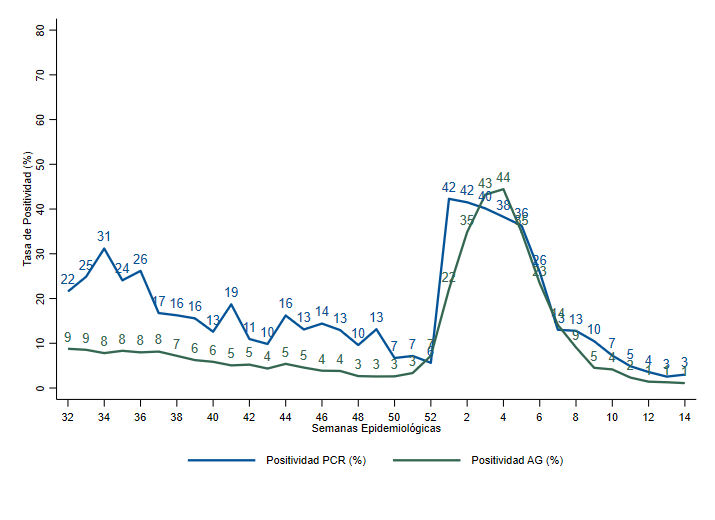 Tasa de Positividad (%)
80
70
60
50
40
30
20
10
0
22 25 31 24 26 17 16 16 13 19 11 10 16 13 14 13 10 13 7 7 6 42 42 40 38 36 26 13 13 10 7 5 4 3 3
9 9 8 8 8 8 7 6 6 5 5 4 5 5 4 4 3 3 3 3 7 22 35 43 44 35 23 14 9 5 4 2 1 1 1
32 34 36 38 40 42 44 46 48 50 52 2 4 6 8 10 12 14
Semanas Epidemiológicas
Positividad PCR (%) Positividad AG (%)